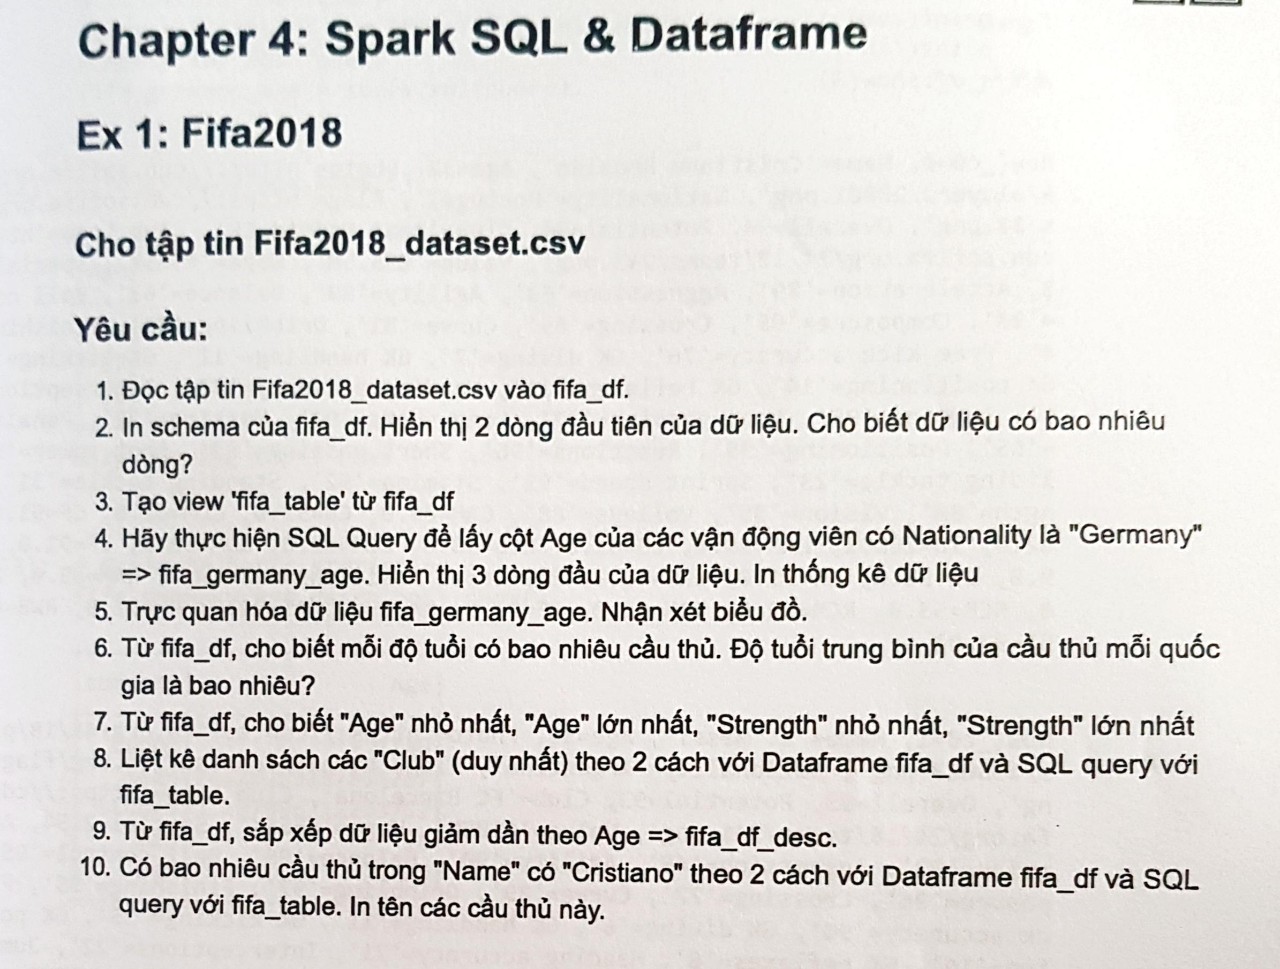 Chapter 4: Spark SQL & Dataframe
Ex 1: Fifa2018
Cho tập tin Fifa2018_dataset.csv
Yêu cầu:
1. Đọc tập tin Fifa2018_dataset.csv vào fifa_df.
2. In schema của fifa_df. Hiển thị 2 dòng đầu tiên của dữ liệu. Cho biết dữ liệu có bao nhiêu
dòng?
3. Tạo view 'fifa_table' từ fifa_df
4. Hãy thực hiện SQL Query để lấy cột Age của các vận động viên có Nationality là "Germany"
=> fifa_germany_age. Hiển thị 3 dòng đầu của dữ liệu. In thống kê dữ liệu
5. Trực quan hóa dữ liệu fifa_germany_age. Nhận xét biểu đồ.
6. Từ fifa_df, cho biết mỗi độ tuổi có bao nhiêu cầu thủ. Độ tuổi trung bình của cầu thủ mỗi quốc
gia là bao nhiêu?
7. Từ fifa_df, cho biết "Age" nhỏ nhất, "Age" lớn nhất, "Strength" nhỏ nhất, "Strength" lớn nhất
8. Liệt kê danh sách các "Club" (duy nhất) theo 2 cách với Dataframe fifa_df và SQL query với
fifa_table.
9. Từ fifa_df, sắp xếp dữ liệu giảm dần theo Age => fifa_df_desc.
10. Có bao nhiêu cầu thủ trong "Name" có "Cristiano" theo 2 cách với Dataframe fifa_df và SQL
query với fifa_table. In tên các cầu thủ này.